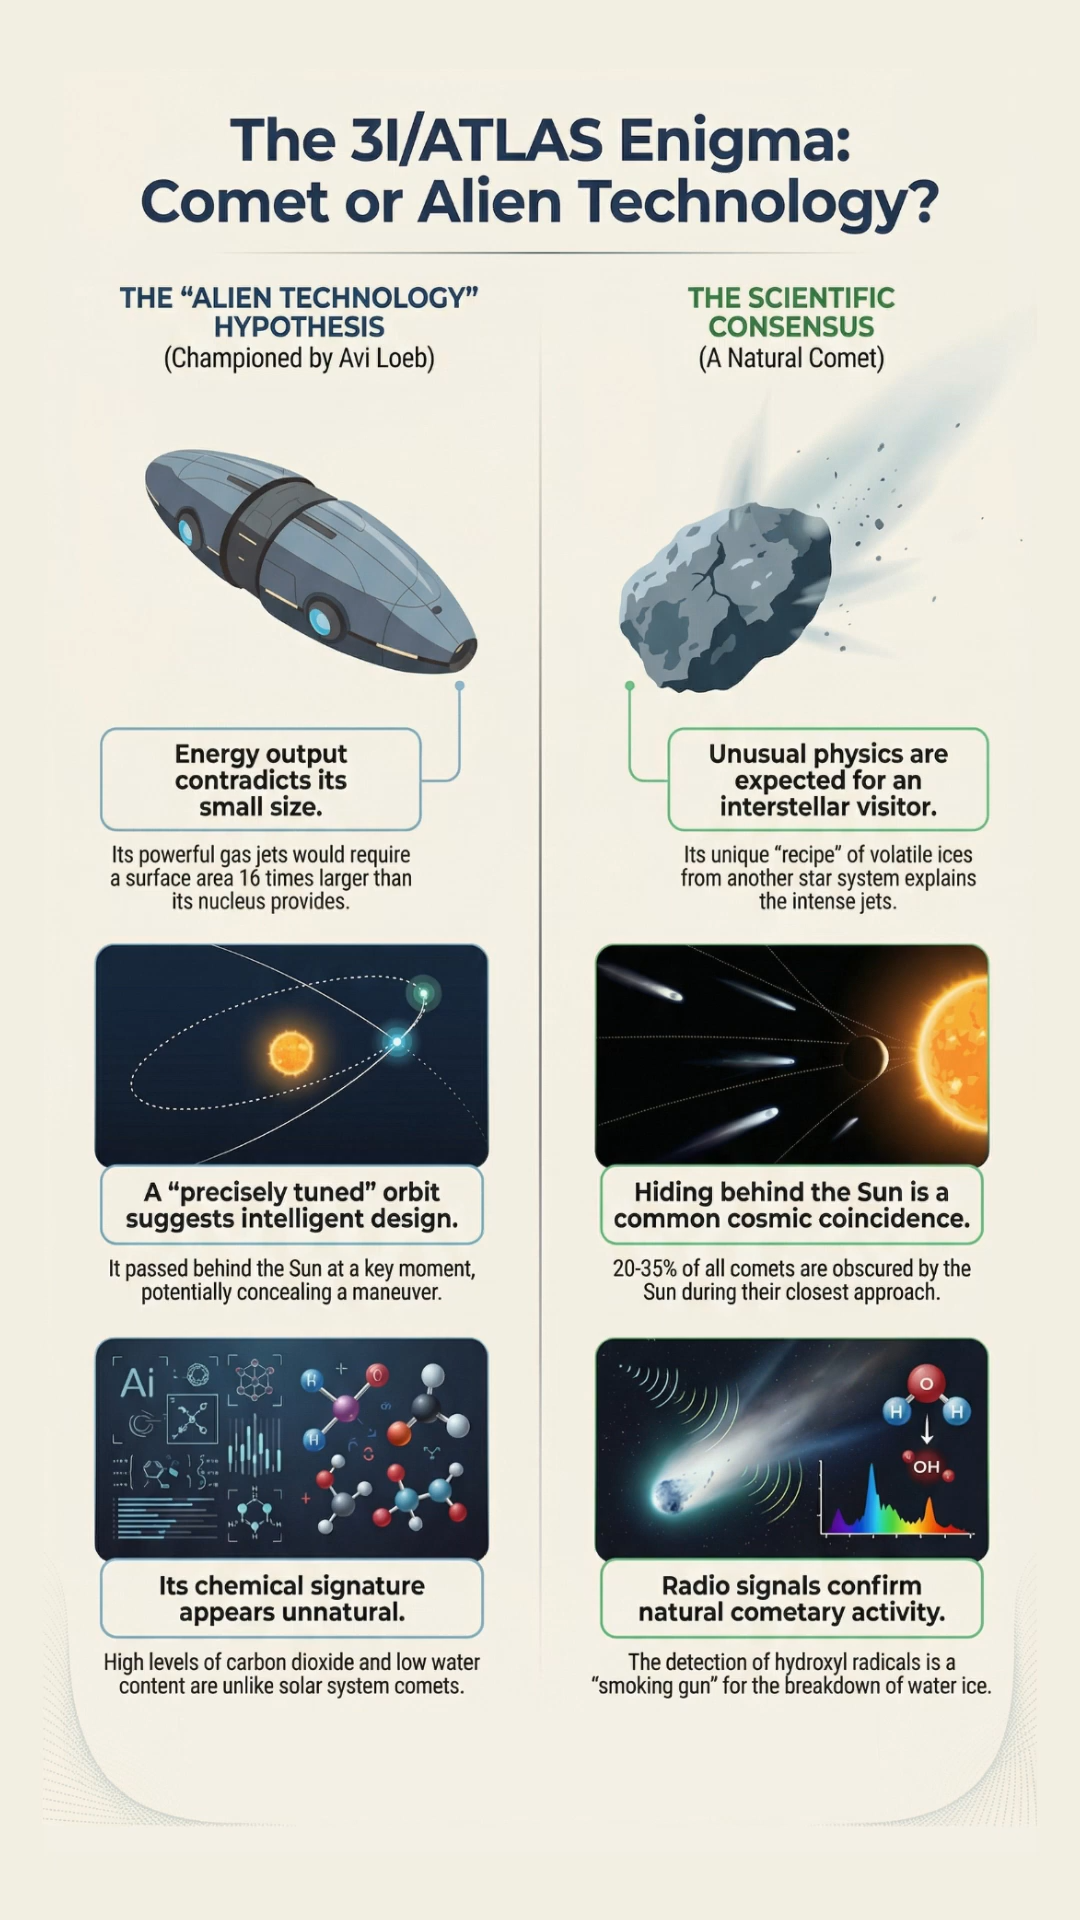 The 3I/ATLAS Enigma:
Comet or Alien Technology?
THE “ALIEN TECHNOLOGY”
HYPOTHESIS
(Championed by Avi Loeb)
Energy output
contradicts its
small size.
Its powerful gas jets would require
a surface area 16 times larger than
its nucleus provides.
A “precisely tuned” orbit
suggests intelligent design.
It passed behind the Sun at a key moment,
potentially concealing a maneuver.
Ai
H
Its chemical signature
appears unnatural.
High levels of carbon dioxide and low water
content are unlike solar system comets.
THE SCIENTIFIC
CONSENSUS
(A Natural Comet)
Unusual physics are
expected for an
interstellar visitor.
Its unique “recipe” of volatile ices
from another star system explains
the intense jets.
Hiding behind the Sun is a
common cosmic coincidence.
20-35% of all comets are obscured by the
Sun during their closest approach.
O
H H
OH
Radio signals confirm
natural cometary activity.
The detection of hydroxyl radicals is a
“smoking gun” for the breakdown of water ice.